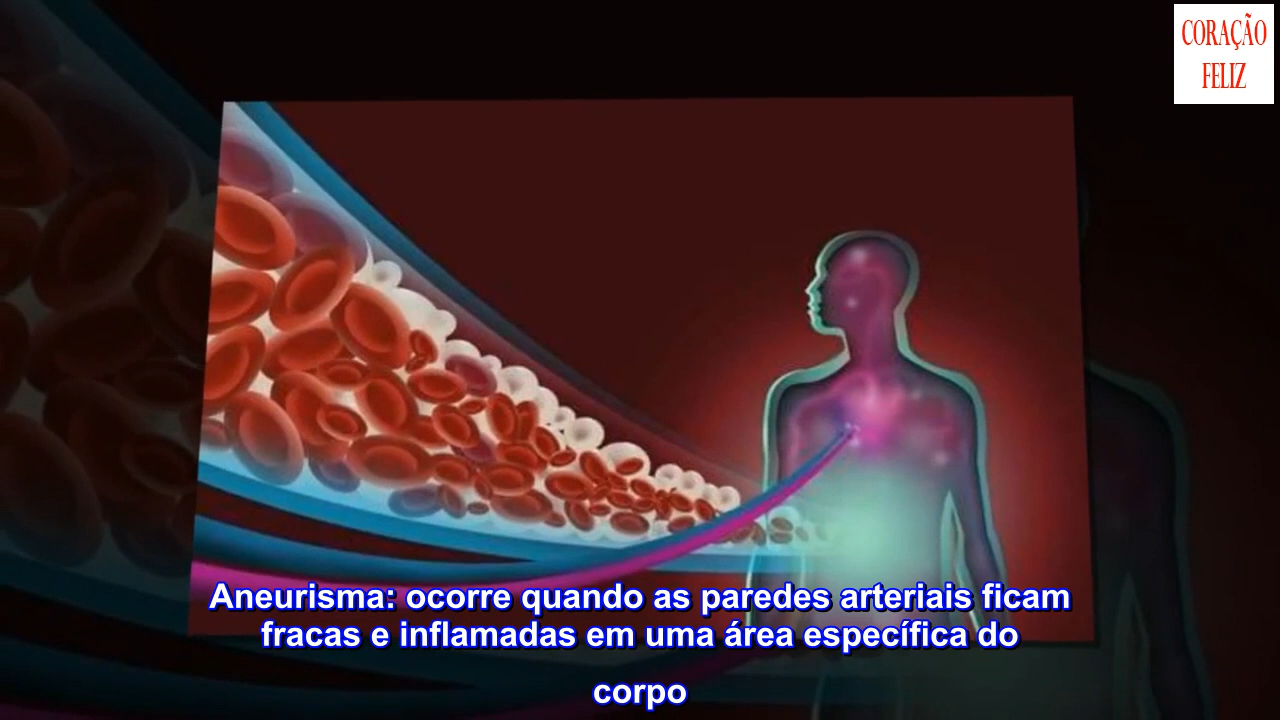 CORAÇÃO
FELIZ
Aneurisma: ocorre quando as paredes arteriais ficam
fracas e inflamadas em uma área específica do
corpo